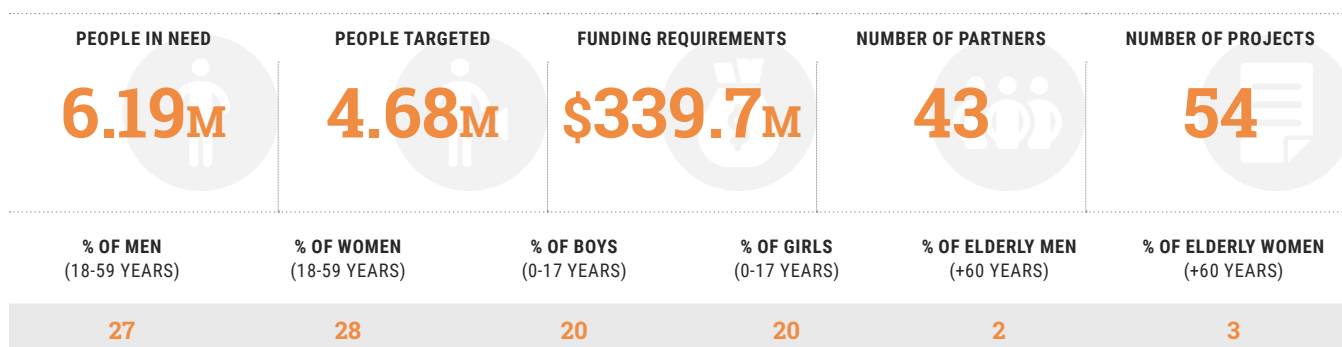 PEOPLE IN NEED PEOPLE TARGETED FUNDING REQUIREMENTS NUMBER OF PARTNERS NUMBER OF PROJECTS
6.19M 4.68M $339.7M 43 54
% OF MEN % OF WOMEN % OF BOYS % OF GIRLS % OF ELDERLY MEN % OF ELDERLY WOMEN
(18-59 YEARS) (18-59 YEARS) (0-17 YEARS) (0-17 YEARS) (+60 YEARS) (+60 YEARS)
27 28 20 20 2 3